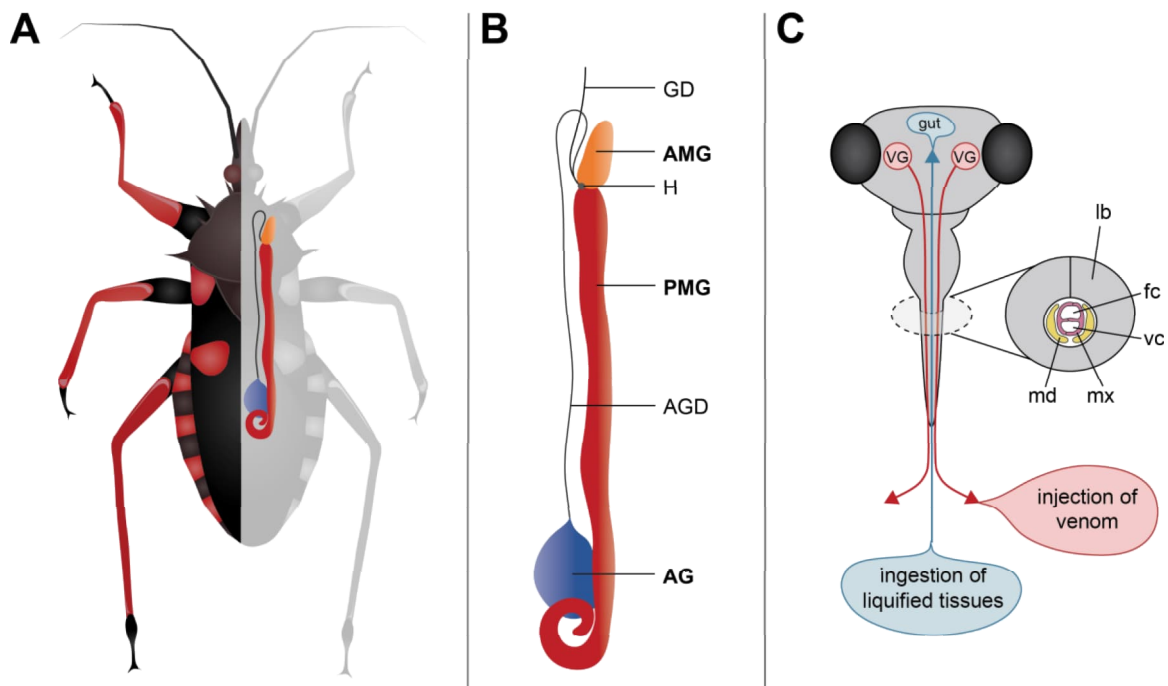 A
B
GD
AMG
H
PMG
AGD
AG
C
gut
VG
VG
lb
fc
vc
md
mx
injection of
venom
ingestion of
liquified tissues